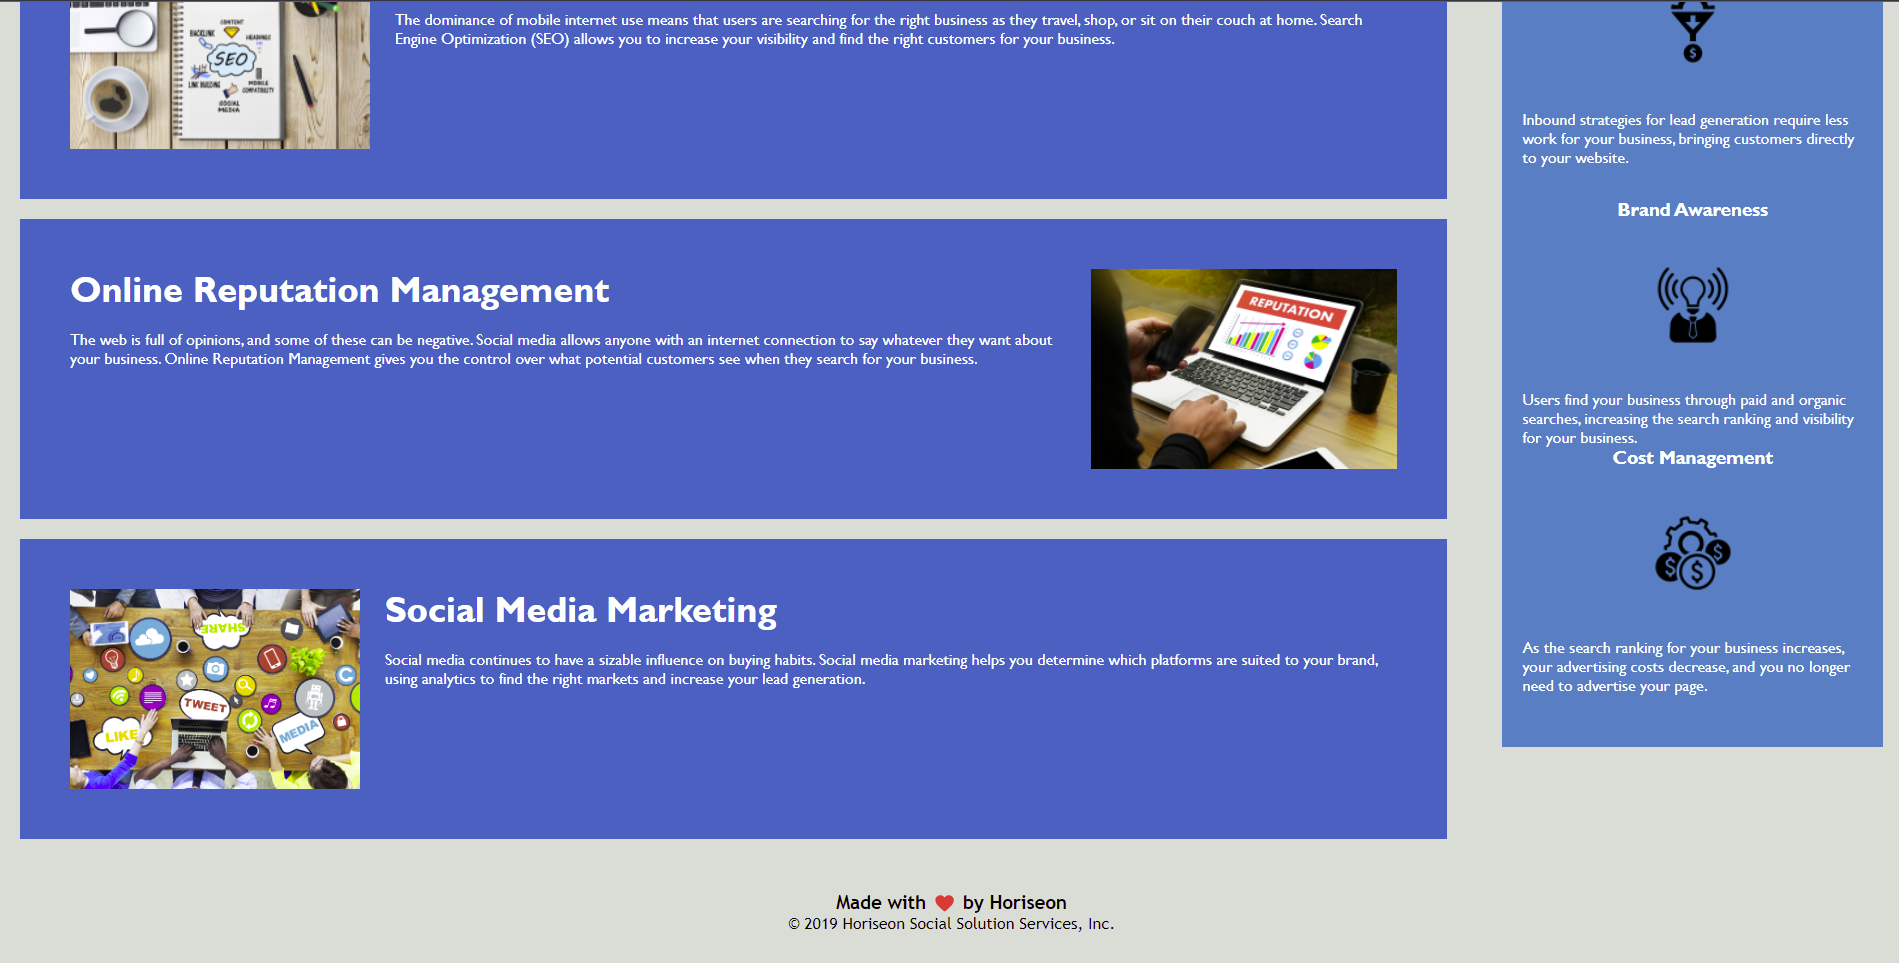 The dominance of mobile internet use means that users are searching for the right business as they travel, shop, or sit on their couch at home. Search
Engine Optimization (SEO) allows you to increase your visibility and find the right customers for your business.
CONTENT
BACKLINK
HEADINGS
SEO
LINK BUILDING
MOBILE
COMPATIBILITY
SOCIAL
MEDIA
Online Reputation Management
The web is full of opinions, and some of these can be negative. Social media allows anyone with an internet connection to say whatever they want about
your business. Online Reputation Management gives you the control over what potential customers see when they search for your business.
REPUTATION
Social Media Marketing
Social media continues to have a sizable influence on buying habits. Social media marketing helps you determine which platforms are suited to your brand,
using analytics to find the right markets and increase your lead generation.
SHARE
TWEET
LIKE
MEDIA
$
Inbound strategies for lead generation require less
work for your business, bringing customers directly
to your website.
Brand Awareness
Users find your business through paid and organic
searches, increasing the search ranking and visibility
for your business.
Cost Management
$ $ $
As the search ranking for your business increases,
your advertising costs decrease, and you no longer
need to advertise your page.
Made with ❤️ by Horiseon
© 2019 Horiseon Social Solution Services, Inc.